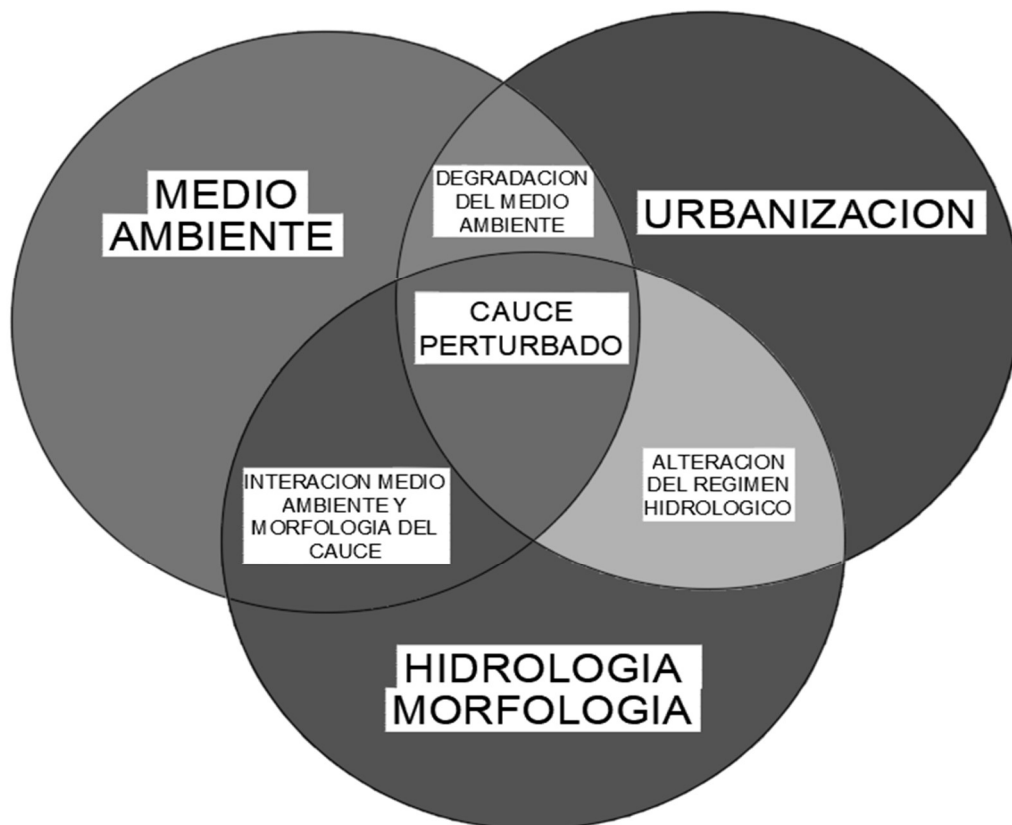 MEDIO
AMBIENTE
DEGRADACION
DEL MEDIO
AMBIENTE
URBANIZACION
CAUCE
PERTURBADO
INTERACION MEDIO
AMBIENTE Y
MORFOLOGIA DEL
CAUCE
ALTERACION
DEL REGIMEN
HIDROLOGICO
HIDROLOGIA
MORFOLOGIA